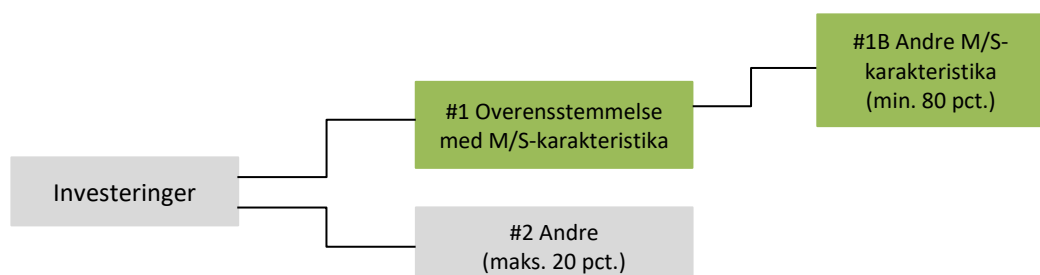 #1B Andre M/S-
karakteristika
(min. 80 pct.)
#1 Overensstemmelse
med M/S-karakteristika
Investeringer
#2 Andre
(maks. 20 pct.)